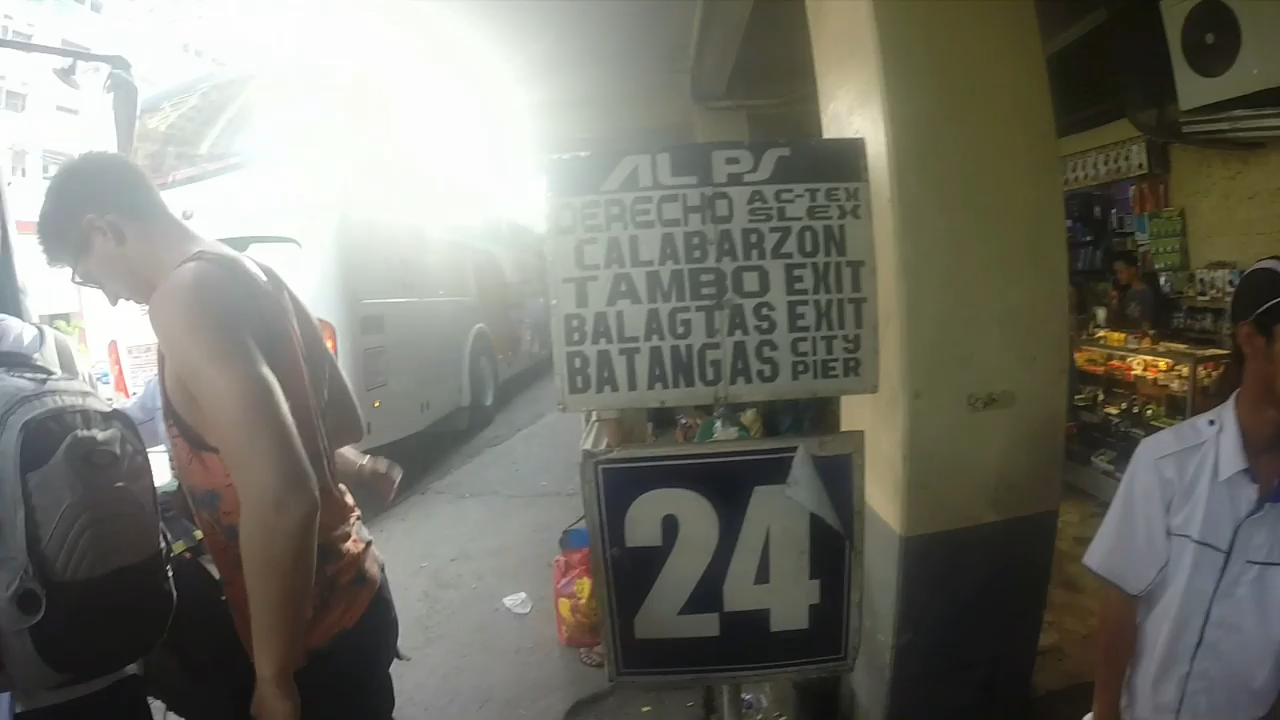 ALPS
DERECHO AC-TEX SLEX
CALABARZON
TAMBO EXIT
BALAGTAS EXIT
BATANGAS CITY PIER
24